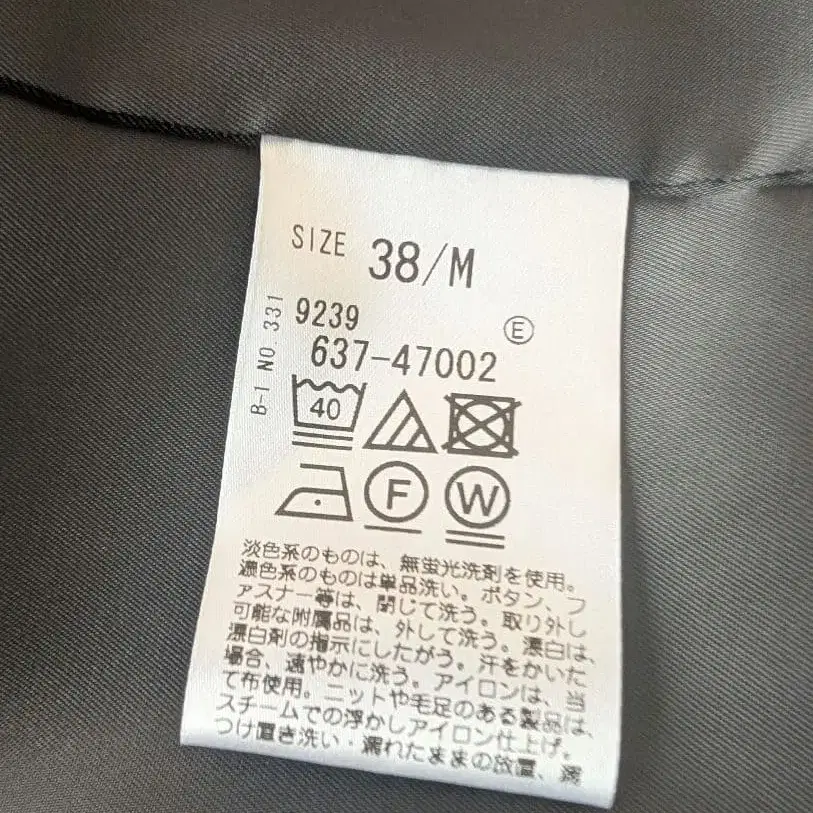 SIZE 38/M
9239
Ⓔ
637-47002
B-1 NO.331
40
F
W
淡色系のものは、無蛍光洗剤を使用。
濃色系のものは単品洗い。ボタン、フ
ァスナー等は、閉じて洗う。取り外し
可能な附属品は、外して洗う。漂白は、
漂白剤の指示にしたがう。汗をかいた
場合、速やかに洗う。アイロンは、当
て布使用。ニットや毛足のある製品は、
スチームでの浮かしアイロン仕上げ。
つけ置き洗い・濡れたままの放置、